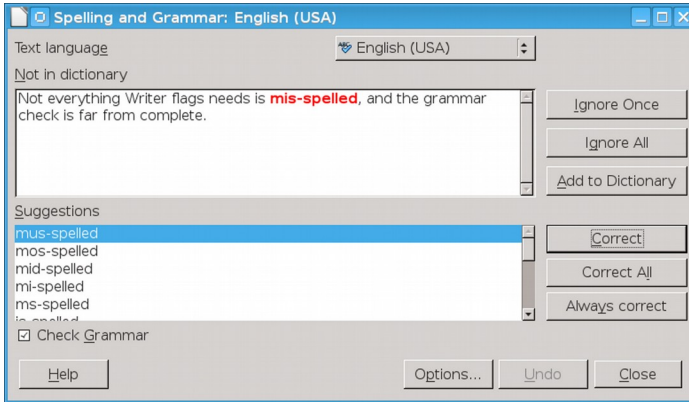 Spelling and Grammar: English (USA)
Text language
English (USA)
Not in dictionary
Not everything Writer flags needs is mis-spelled, and the grammar
check is far from complete.
Ignore Once
Ignore All
Add to Dictionary
Suggestions
mus-spelled
mos-spelled
mid-spelled
mi-spelled
ms-spelled
is-spelled
Correct
Correct All
Always correct
Check Grammar
Help
Options...
Undo
Close